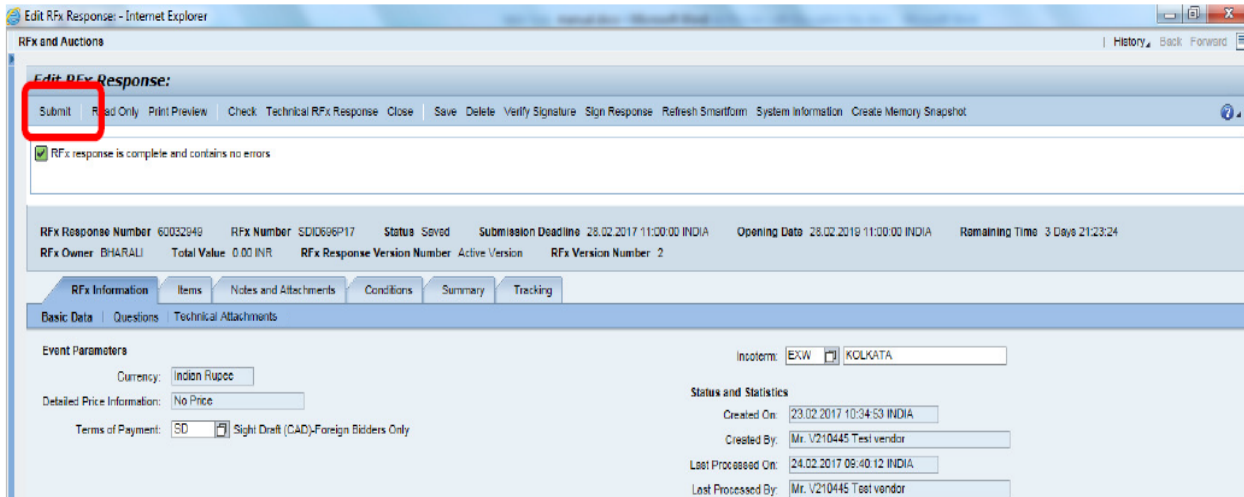 Edit RFx Response: - Internet Explorer
RFx and Auctions
History Back Forward
Edit RFx Response:
Submit Read Only Print Preview Check Technical RFx Response Close Save Delete Verify Signature Sign Response Refresh Smartform System Information Create Memory Snapshot
RFx response is complete and contains no errors
RFx Response Number 60032949 RFx Number SDI0696P17 Status Saved Submission Deadline 28.02.2017 11:00:00 INDIA Opening Date 28.02.2019 11:00:00 INDIA Remaining Time 3 Days 21:23:24
RFx Owner BHARALI Total Value 0.00 INR RFx Response Version Number Active Version RFx Version Number 2
RFx Information Items Notes and Attachments Conditions Summary Tracking
Basic Data Questions Technical Attachments
Event Parameters
Incoterm: EXW KOLKATA
Currency: Indian Rupee
Status and Statistics
Detailed Price Information: No Price
Created On: 23.02.2017 10:34:53 INDIA
Terms of Payment: SD Sight Draft (CAD)-Foreign Bidders Only
Created By: Mr. V210445 Test vendor
Last Processed On: 24.02.2017 09:40:12 INDIA
Last Processed By: Mr. V210445 Test vendor